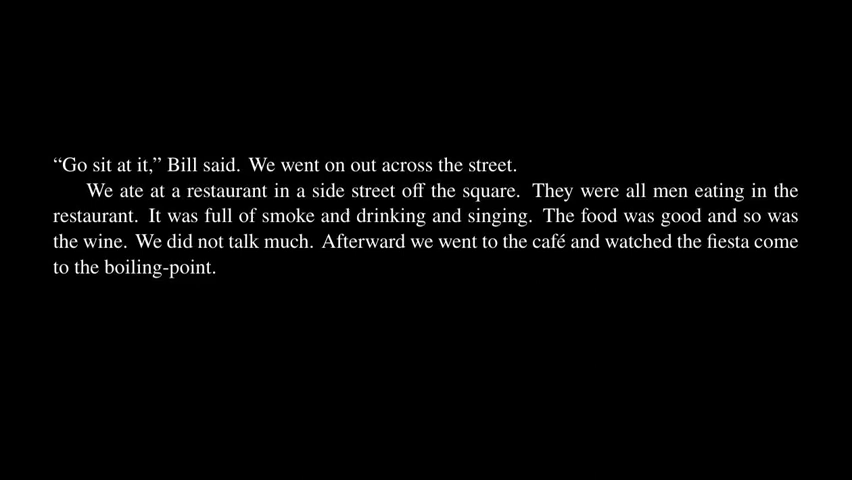 “Go sit at it,” Bill said. We went on out across the street.
We ate at a restaurant in a side street off the square. They were all men eating in the
restaurant. It was full of smoke and drinking and singing. The food was good and so was
the wine. We did not talk much. Afterward we went to the café and watched the fiesta come
to the boiling-point.